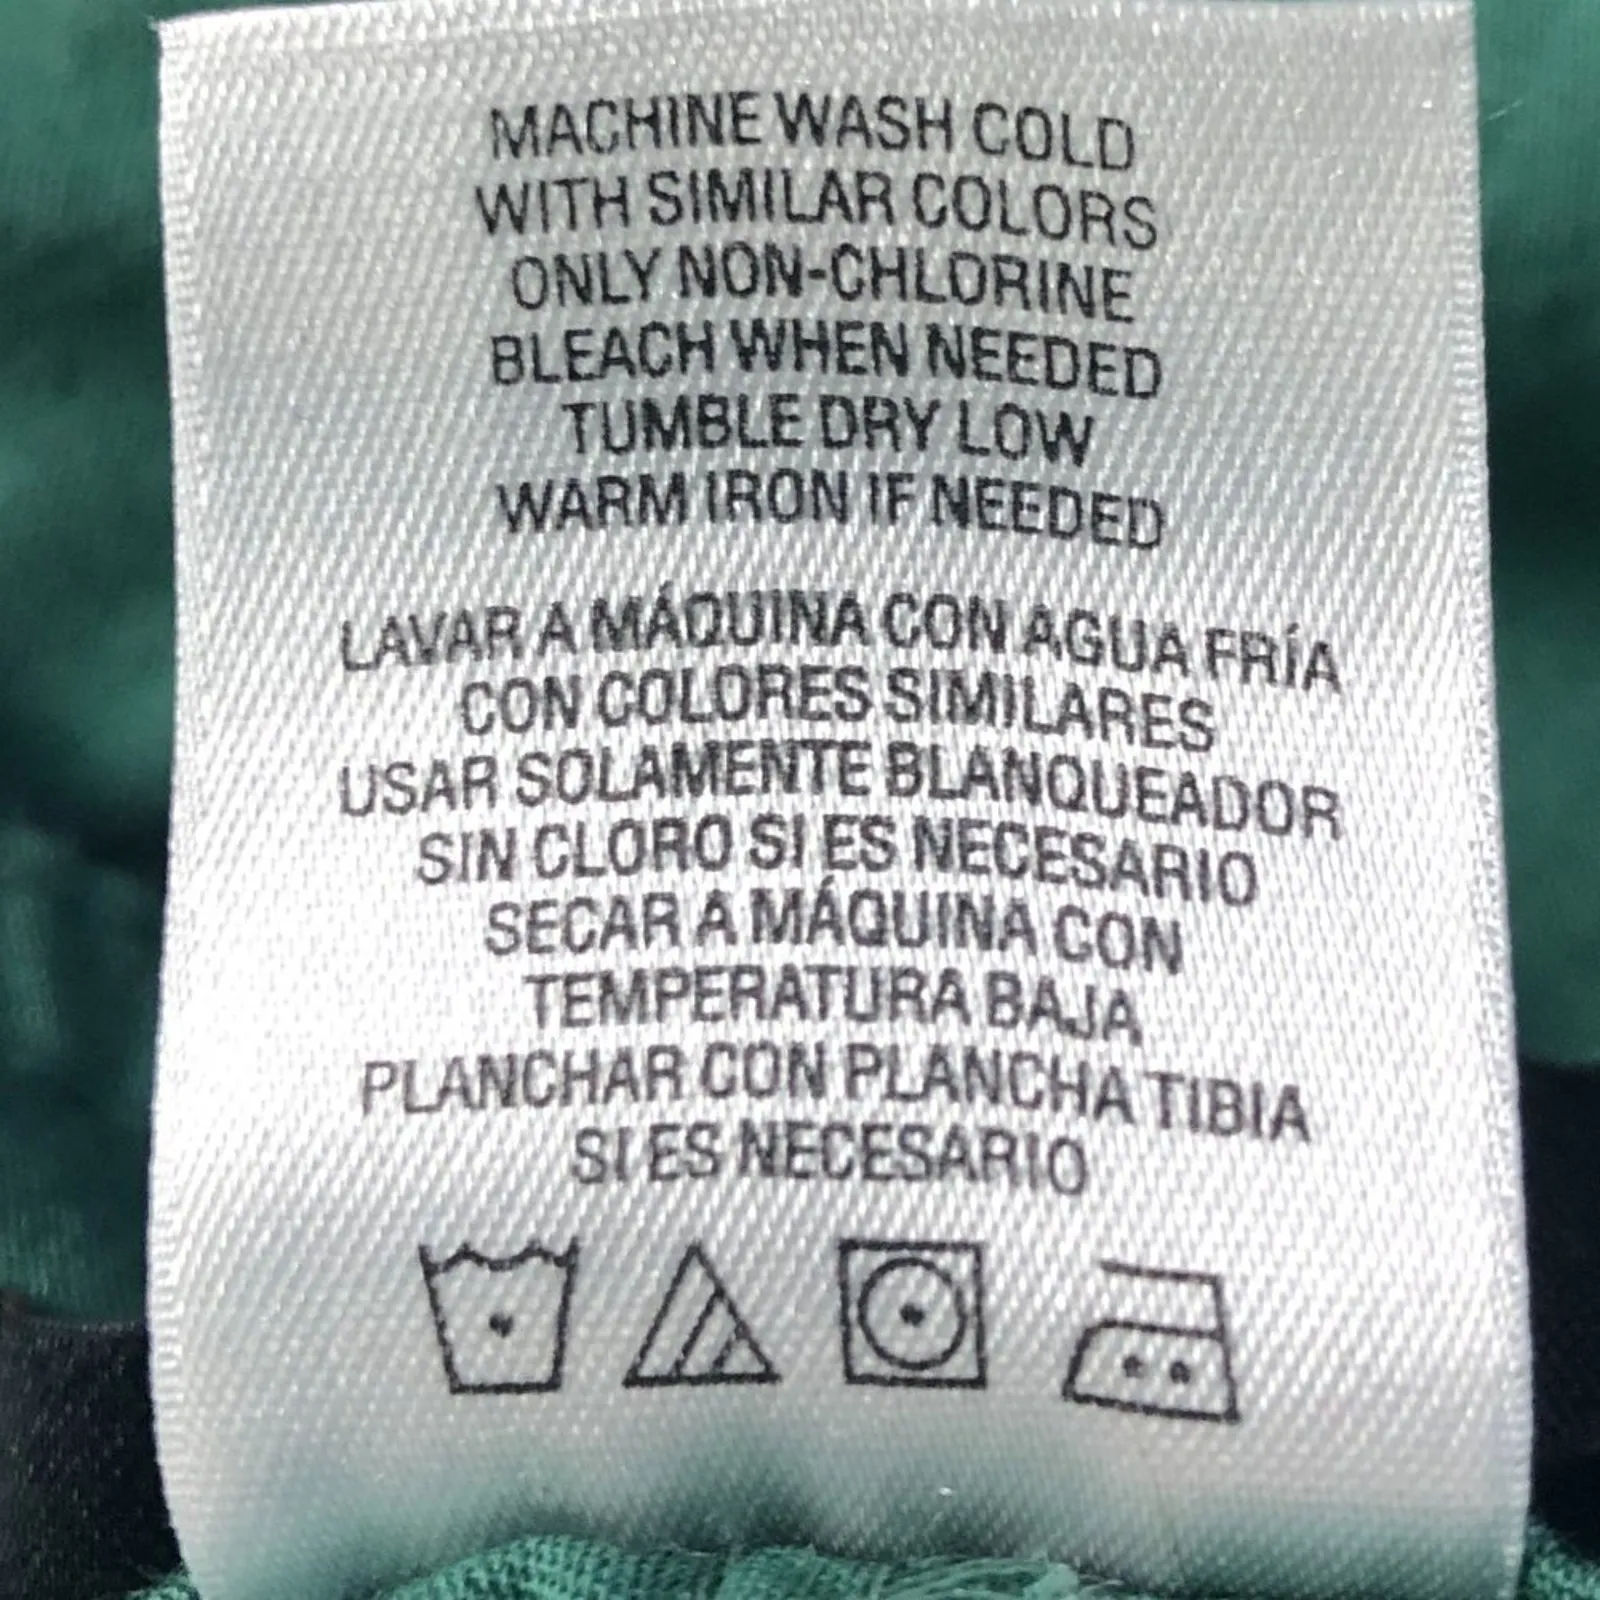 MACHINE WASH COLD
WITH SIMILAR COLORS
ONLY NON-CHLORINE
BLEACH WHEN NEEDED
TUMBLE DRY LOW
WARM IRON IF NEEDED
LAVAR A MÁQUINA CON AGUA FRÍA
CON COLORES SIMILARES
USAR SOLAMENTE BLANQUEADOR
SIN CLORO SI ES NECESARIO
SECAR A MÁQUINA CON
TEMPERATURA BAJA
PLANCHAR CON PLANCHA TIBIA
SI ES NECESARIO